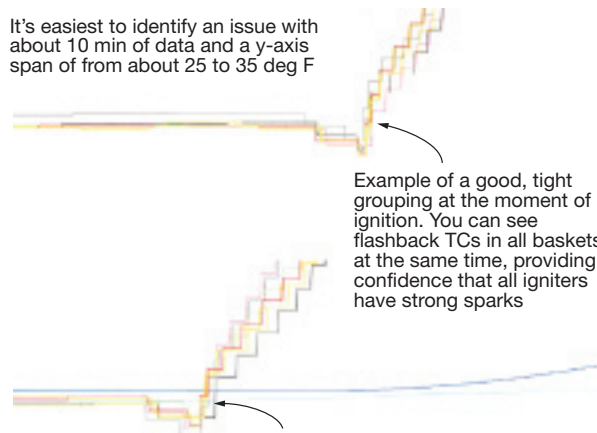 It’s easiest to identify an issue with
about 10 min of data and a y-axis
span of from about 25 to 35 deg F
Example of a good, tight
grouping at the moment of
ignition. You can see
flashback TCs in all baskets
at the same time, providing
confidence that all igniters
have strong sparks